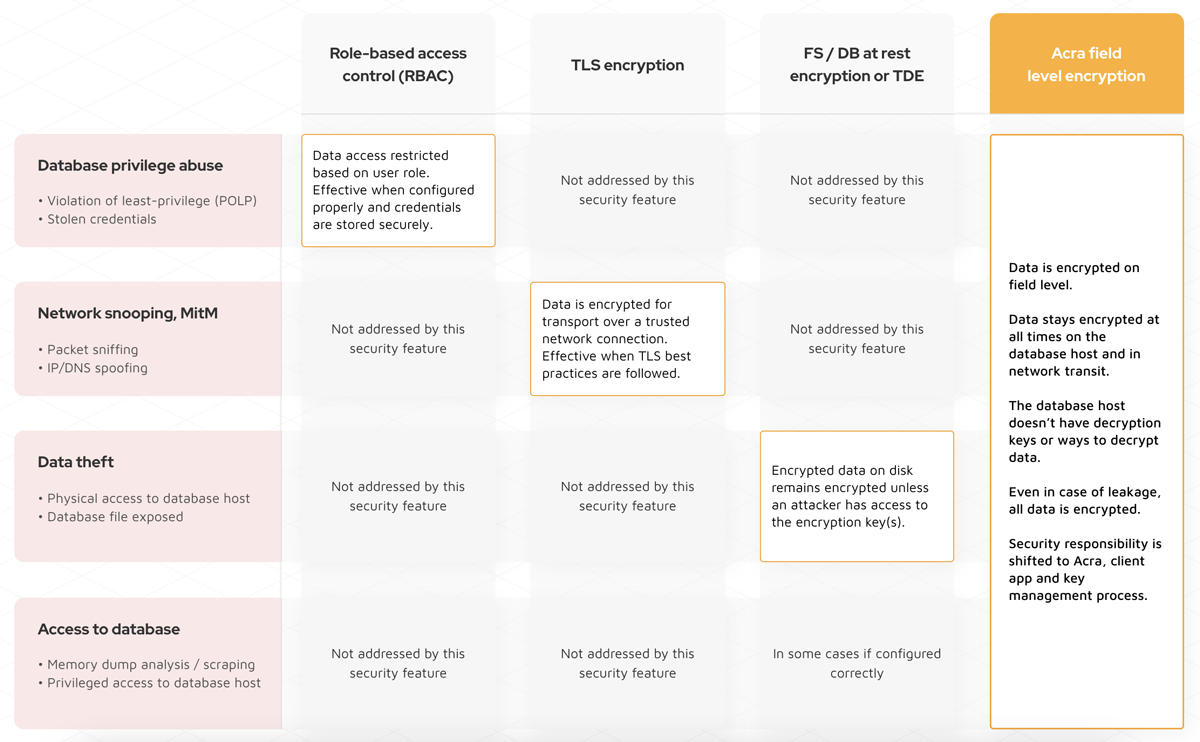 Role-based access
control (RBAC)
TLS encryption
FS / DB at rest
encryption or TDE
Acra field
level encryption
Database privilege abuse
• Violation of least-privilege (POLP)
• Stolen credentials
Data access restricted
based on user role.
Effective when configured
properly and credentials
are stored securely.
Not addressed by this
security feature
Not addressed by this
security feature
Network snooping, MitM
• Packet sniffing
• IP/DNS spoofing
Not addressed by this
security feature
Data is encrypted for
transport over a trusted
network connection.
Effective when TLS best
practices are followed.
Not addressed by this
security feature
Data theft
• Physical access to database host
• Database file exposed
Not addressed by this
security feature
Not addressed by this
security feature
Encrypted data on disk
remains encrypted unless
an attacker has access to
the encryption key(s).
Access to database
• Memory dump analysis / scraping
• Privileged access to database host
Not addressed by this
security feature
Not addressed by this
security feature
In some cases if configured
correctly
Data is encrypted on
field level.
Data stays encrypted at
all times on the
database host and in
network transit.
The database host
doesn’t have decryption
keys or ways to decrypt
data.
Even in case of leakage,
all data is encrypted.
Security responsibility is
shifted to Acra, client
app and key
management process.